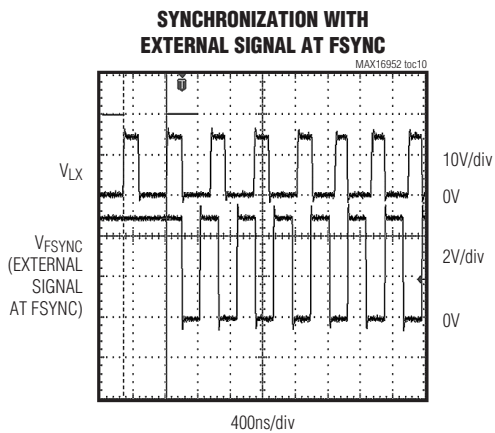 SYNCHRONIZATION WITH
EXTERNAL SIGNAL AT FSYNC
MAX16952 toc10
T
VLX
10V/div
0V
VFSYNC
(EXTERNAL
SIGNAL
AT FSYNC)
2V/div
0V
400ns/div